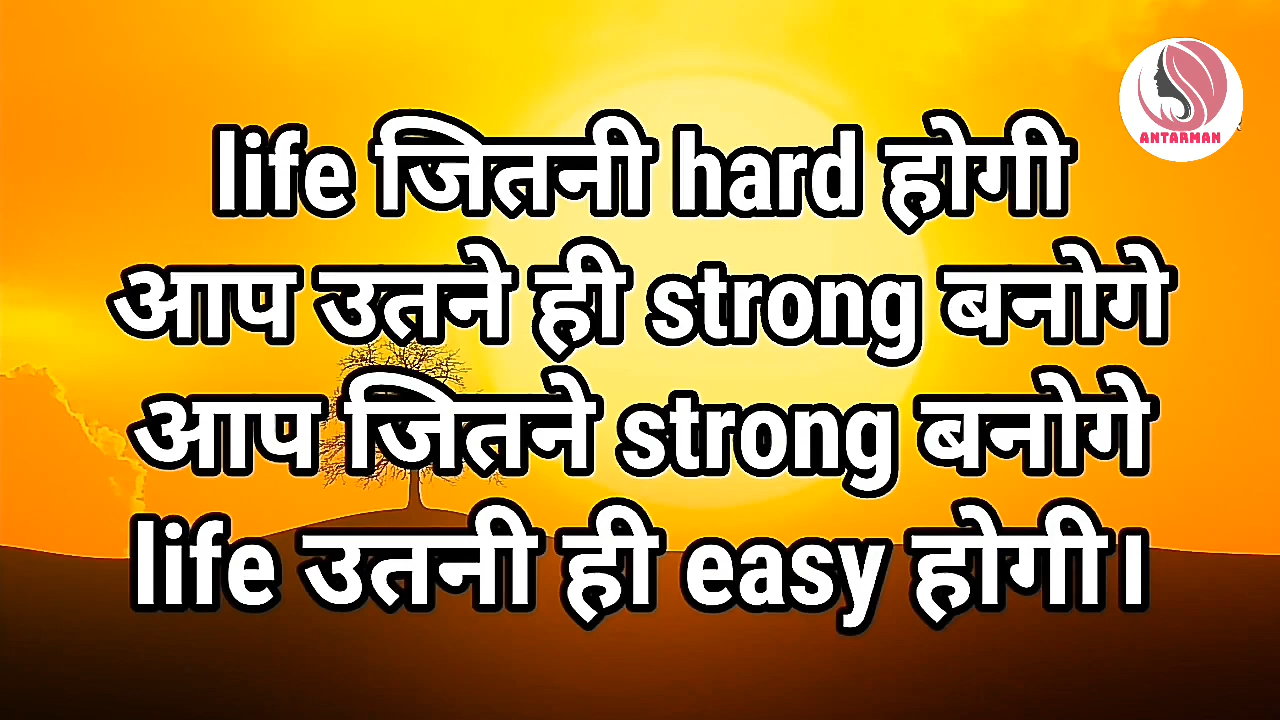 ANTARMAN
life जितनी hard होगी
आप उतने ही strong बनोगे
आप जितने strong बनोगे
life उतनी ही easy होगी।